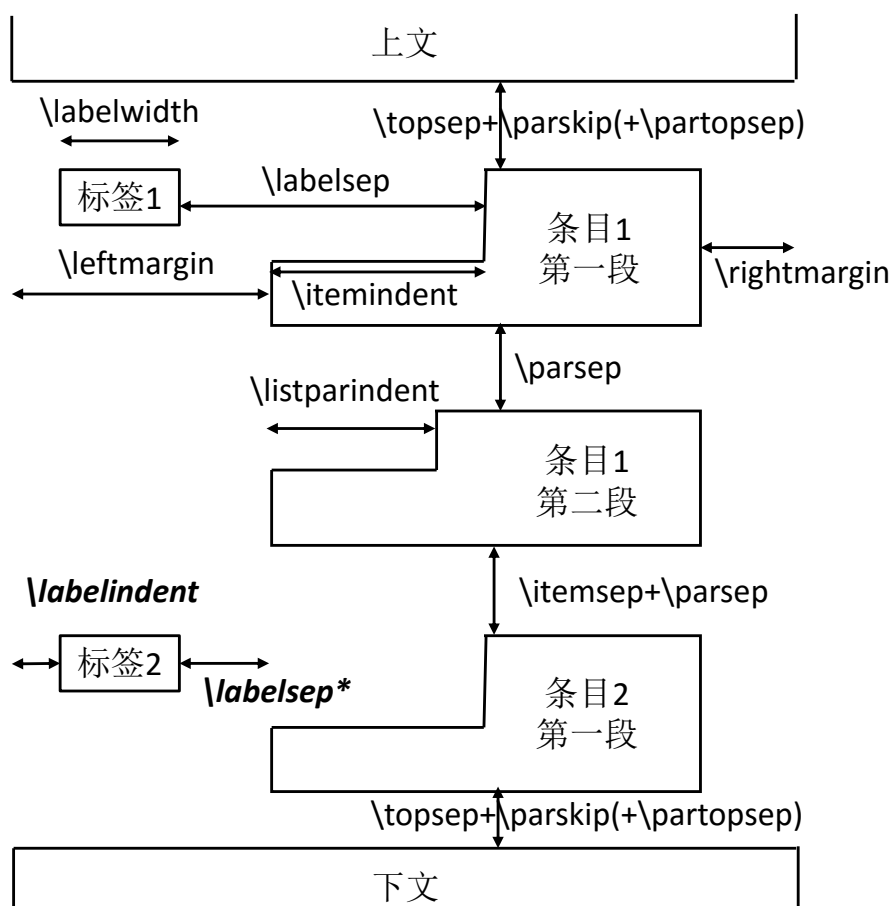 上文
\labelwidth
\topsep+\parskip(+\partopsep)
标签1
\labelsep
条目1
第一段
\leftmargin
\itemindent
\rightmargin
\parsep
\listparindent
条目1
第二段
\labelindent
\itemsep+\parsep
标签2
\labelsep*
条目2
第一段
\topsep+\parskip(+\partopsep)
下文